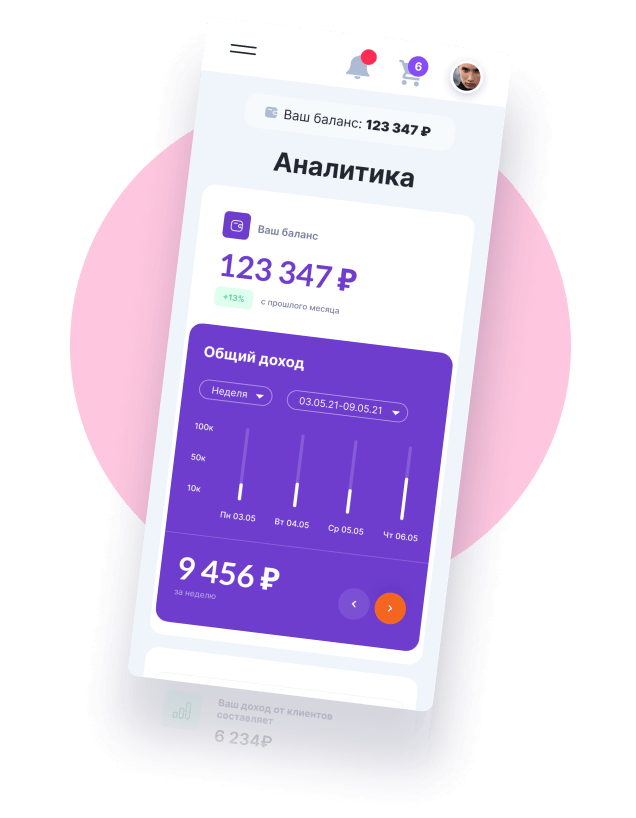 6
Ваш баланс: 123 347 ₽
Аналитика
Ваш баланс
123 347 ₽
+13% с прошлого месяца
Общий доход
Неделя 03.05.21-09.05.21
100к
50к
10к
Пн 03.05 Вт 04.05 Ср 05.05 Чт 06.05
9 456 ₽
за неделю
Ваш доход от клиентов
составляет
6 234₽